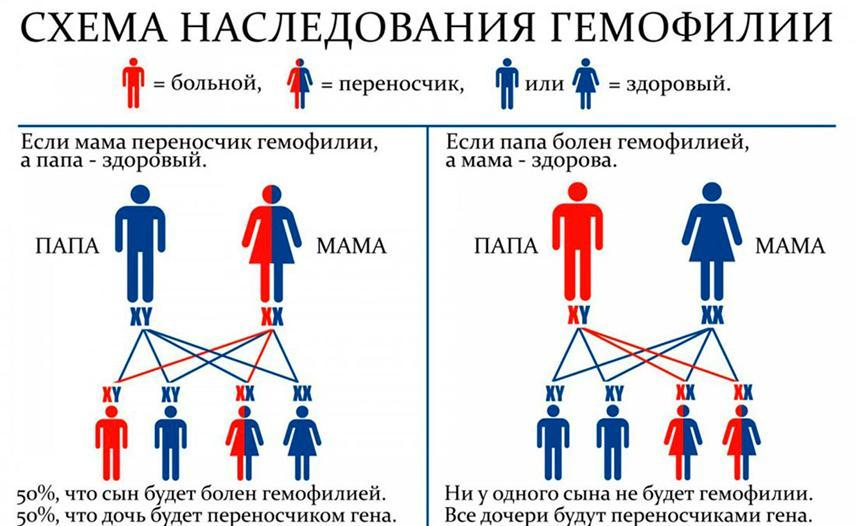 СХЕМА НАСЛЕДОВАНИЯ ГЕМОФИЛИИ
= больной, = переносчик, или = здоровый.
Если мама переносчик гемофилии,
а папа - здоровый.
ПАПА МАМА
XY XX
XY XY XX XX
50%, что сын будет болен гемофилией.
50%, что дочь будет переносчиком гена.
Если папа болен гемофилией,
а мама - здорова.
ПАПА МАМА
XY XX
XY XY XX XX
Ни у одного сына не будет гемофилии.
Все дочери будут переносчиками гена.